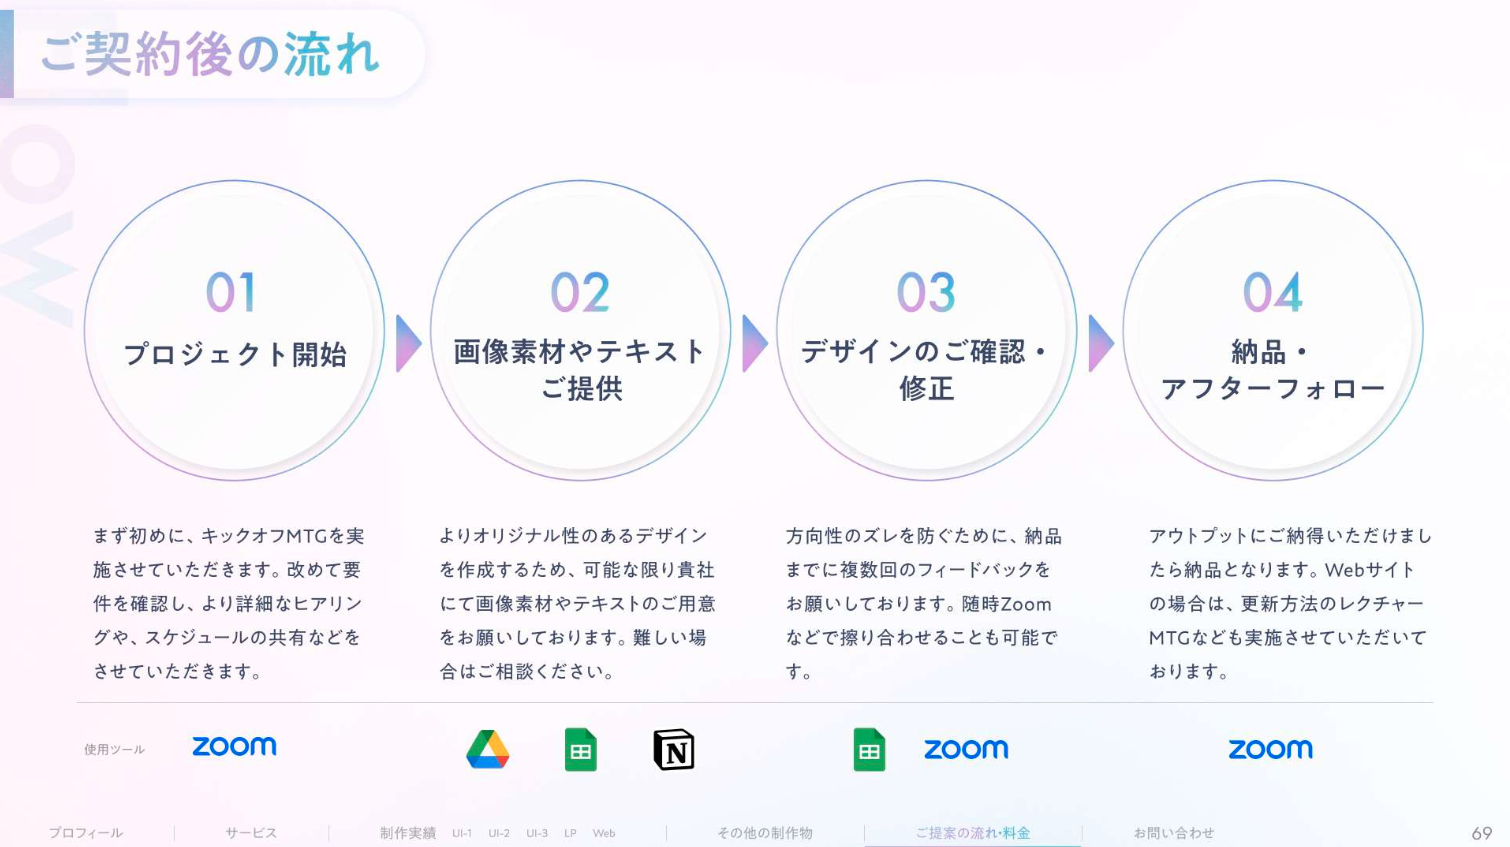 ご契約後の流れ
OW
01
プロジェクト開始
02
画像素材やテキスト
ご提供
03
デザインのご確認・
修正
04
納品・
アフターフォロー
まず初めに、キックオフMTGを実
施させていただきます。改めて要
件を確認し、より詳細なヒアリン
グや、スケジュールの共有などを
させていただきます。
よりオリジナル性のあるデザイン
を作成するため、可能な限り貴社
にて画像素材やテキストのご用意
をお願いしております。難しい場
合はご相談ください。
方向性のズレを防ぐために、納品
までに複数回のフィードバックを
お願いしております。随時Zoom
などで擦り合わせることも可能で
す。
アウトプットにご納得いただけまし
たら納品となります。Webサイト
の場合は、更新方法のレクチャー
MTGなども実施させていただいて
おります。
使用ツール
zoom
N
zoom
zoom
プロフィール
サービス
制作実績 UI-1 UI-2 UI-3 LP Web
その他の制作物
ご提案の流れ・料金
お問い合わせ
69